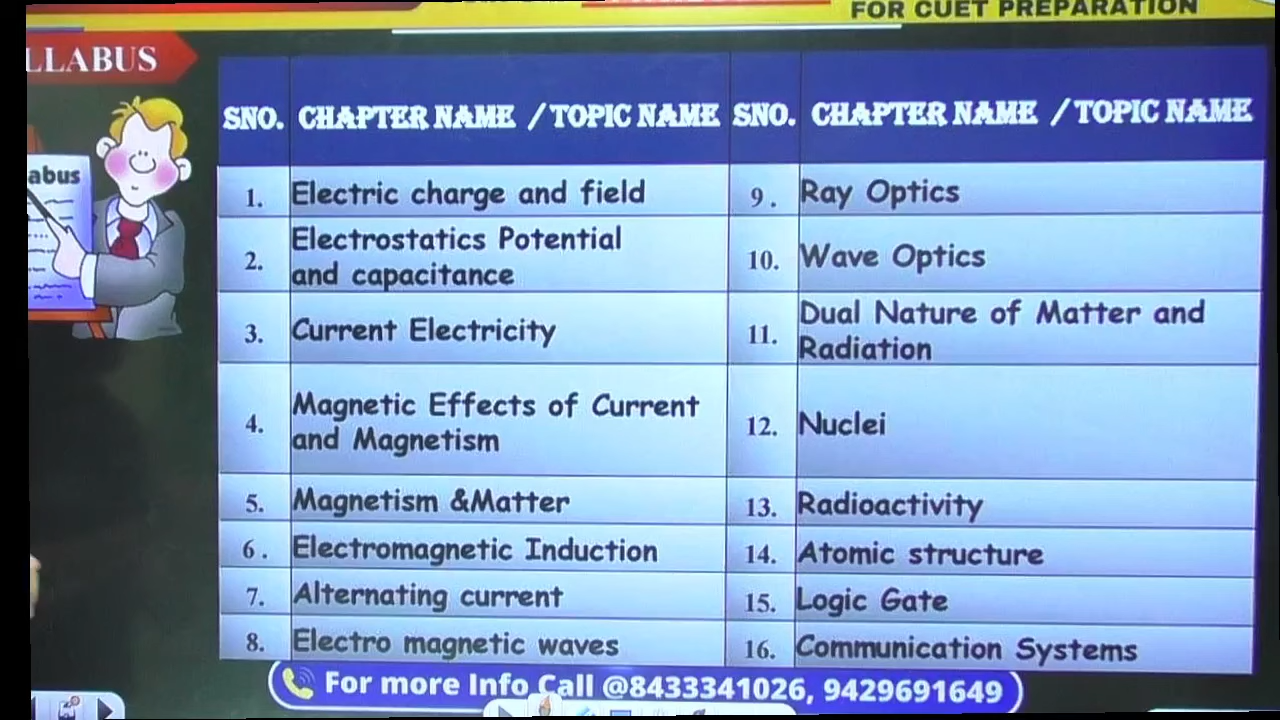 FOR CUET PREPARATION
LLABUS
abus
SNO. CHAPTER NAME / TOPIC NAME SNO. CHAPTER NAME / TOPIC NAME
1. Electric charge and field 9. Ray Optics
2. Electrostatics Potential
and capacitance 10. Wave Optics
3. Current Electricity 11. Dual Nature of Matter and
Radiation
4. Magnetic Effects of Current
and Magnetism 12. Nuclei
5. Magnetism &Matter 13. Radioactivity
6. Electromagnetic Induction 14. Atomic structure
7. Alternating current 15. Logic Gate
8. Electro magnetic waves 16. Communication Systems
For more Info Call @8433341026, 9429691649